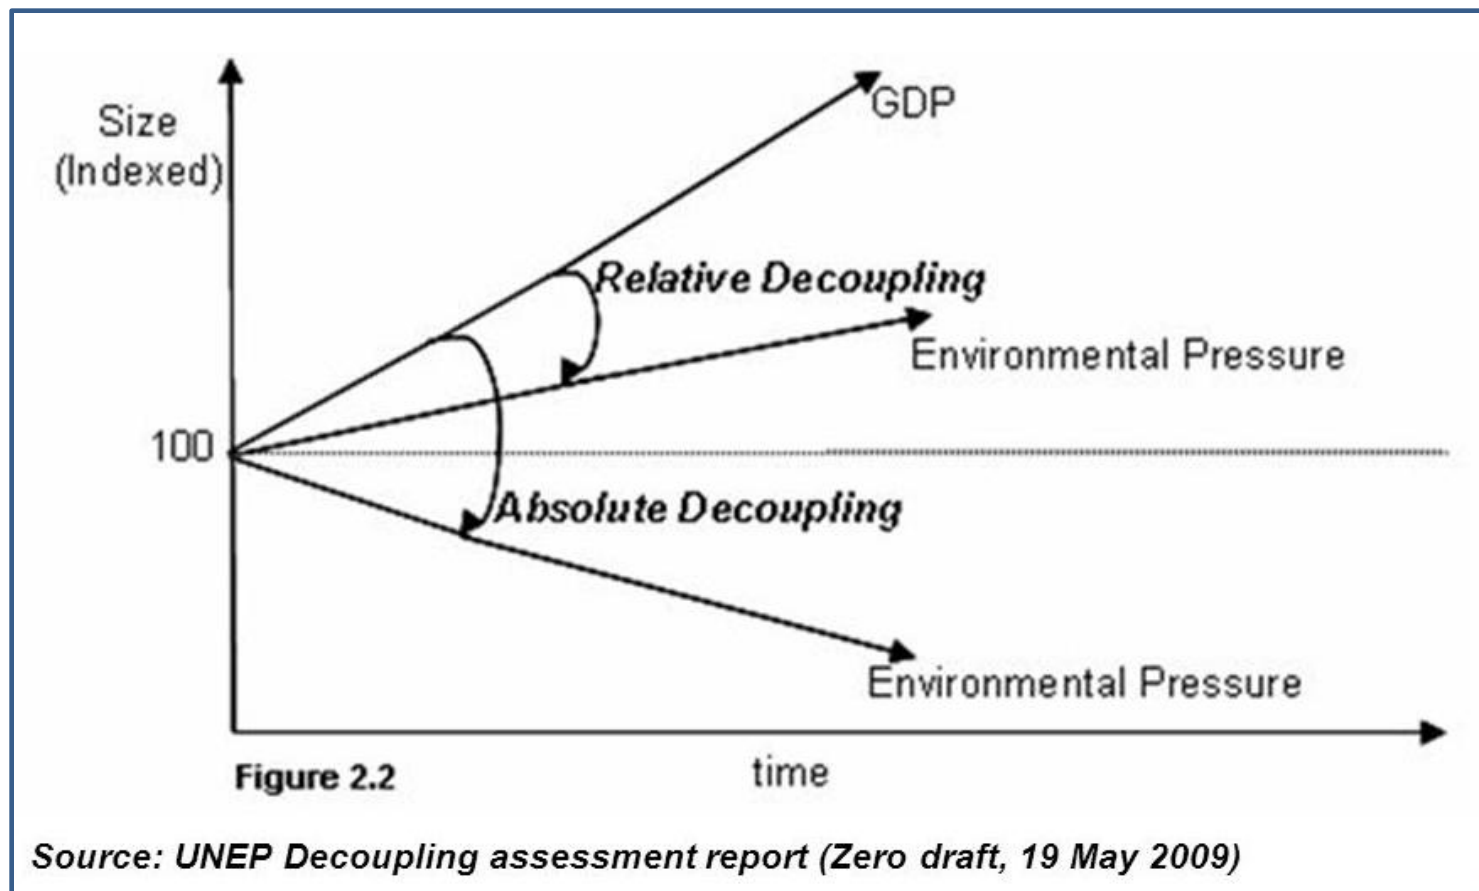 Size
(Indexed)
GDP
Relative Decoupling
Environmental Pressure
100
Absolute Decoupling
Environmental Pressure
time
Figure 2.2
Source: UNEP Decoupling assessment report (Zero draft, 19 May 2009)